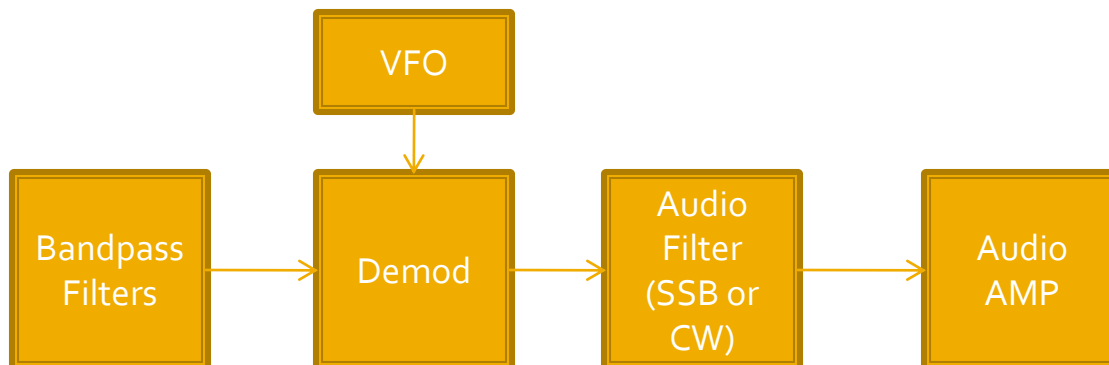 VFO
Bandpass
Filters
Demod
Audio
Filter
(SSB or
CW)
Audio
AMP